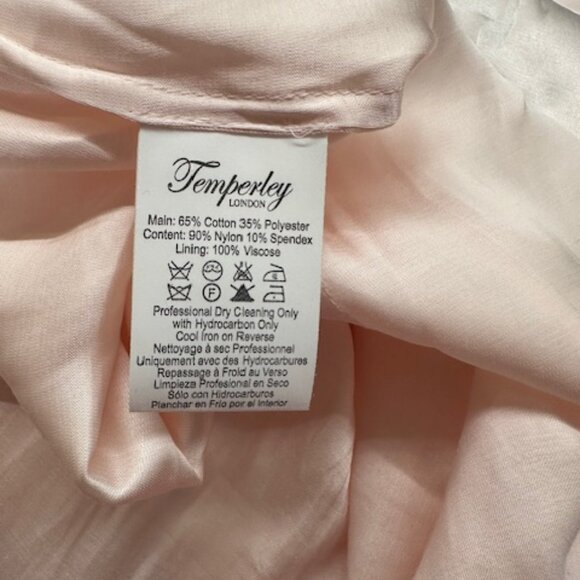 Temperley
LONDON
Main: 65% Cotton 35% Polyester
Content: 90% Nylon 10% Spendex
Lining: 100% Viscose
F
Professional Dry Cleaning Only
with Hydrocarbon Only
Cool Iron on Reverse
Nettoyage à sec Professionnel
Uniquement avec des Hydrocarbures
Repassage à Froid au Verso
Limpieza Profesional en Seco
Sólo con Hidrocarburos
Planchar en Frio por el Interior